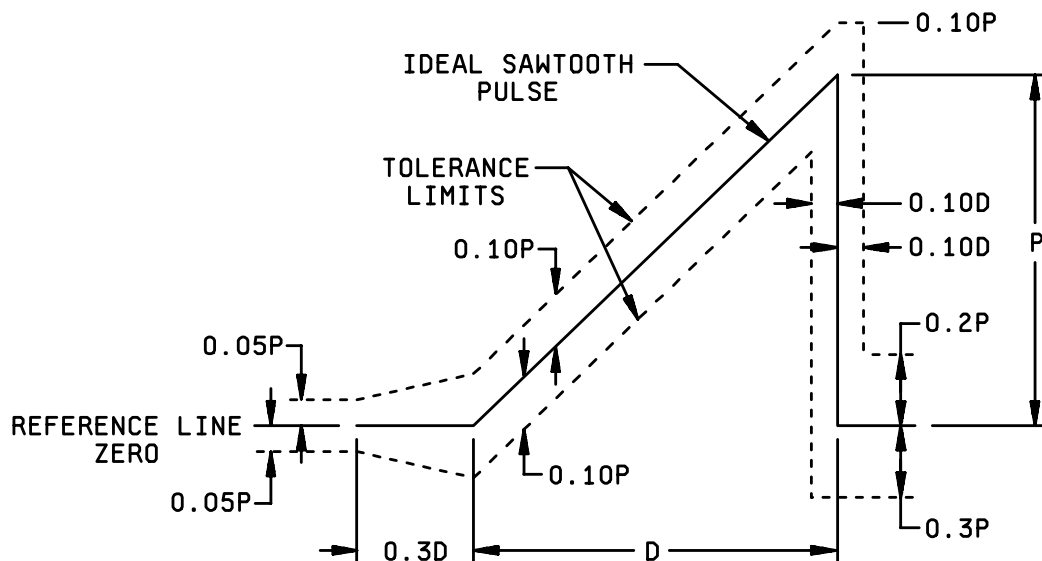 0.10P
IDEAL SAWTOOTH
PULSE
TOLERANCE
LIMITS
0.10D
0.10P
0.10D
P
0.2P
0.05P
REFERENCE LINE
ZERO
0.10P
0.05P
0.3P
0.3D
D